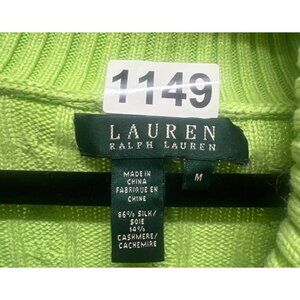 1149
LAUREN
RALPH LAUREN
M
MADE IN
CHINA
FABRIQUE EN
CHINE
86% SILK/
SOIE
14%
CASHMERE/
CACHEMIRE